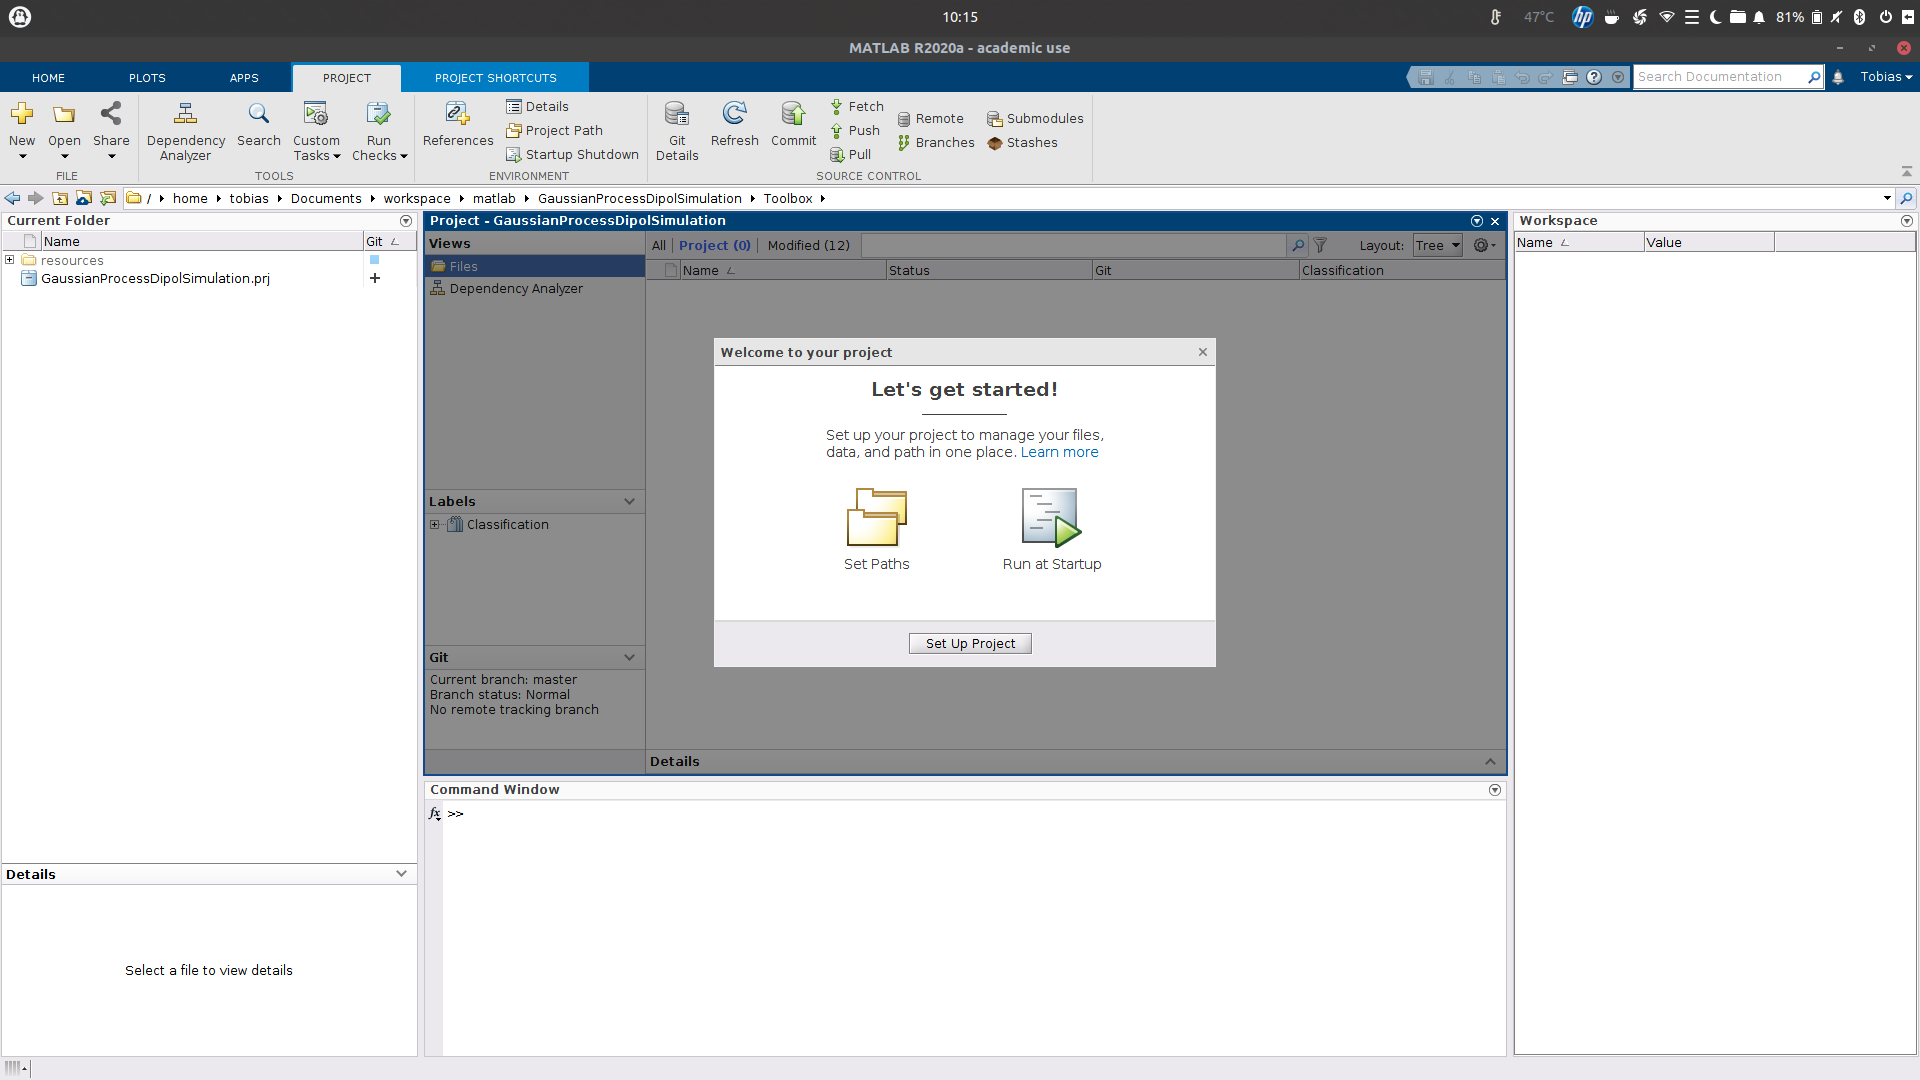 10:15
47°C
hp
81%
MATLAB R2020a - academic use
HOME
PLOTS
APPS
PROJECT
PROJECT SHORTCUTS
Search Documentation
Tobias
New
Open
Share
FILE
Dependency Analyzer
Search
Custom Tasks
Run Checks
TOOLS
References
Details
Project Path
Startup Shutdown
ENVIRONMENT
Git Details
Refresh
Commit
Fetch
Push
Pull
Remote
Branches
Submodules
Stashes
SOURCE CONTROL
/ home tobias Documents workspace matlab GaussianProcessDipolSimulation Toolbox
Current Folder
Name Git
resources
GaussianProcessDipolSimulation.prj
Details
Select a file to view details
Project - GaussianProcessDipolSimulation
Views
Files
Dependency Analyzer
Labels
Classification
Git
Current branch: master
Branch status: Normal
No remote tracking branch
All Project (0) Modified (12)
Layout: Tree
Name Status Git Classification
Welcome to your project
Let's get started!
Set up your project to manage your files,
data, and path in one place. Learn more
Set Paths
Run at Startup
Set Up Project
Details
Command Window
fx >>
Workspace
Name Value